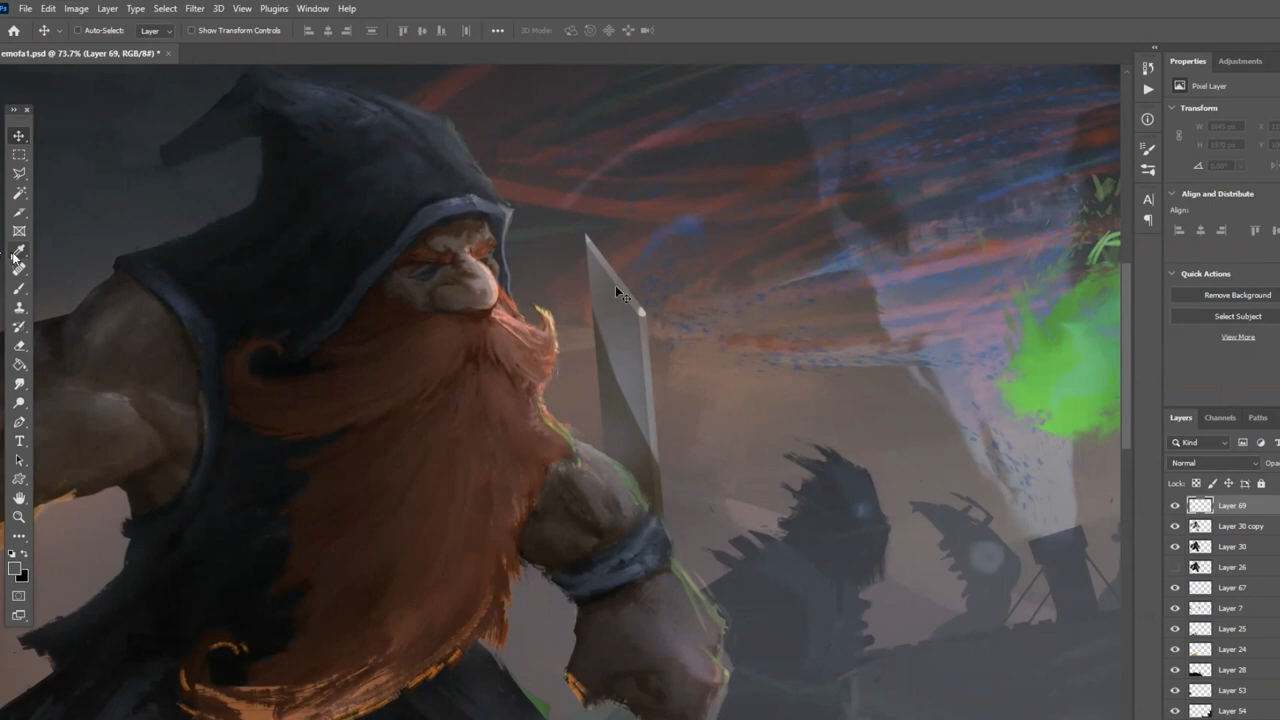 Ps File Edit Image Layer Type Select Filter 3D View Plugins Window Help
Auto-Select: Layer Show Transform Controls 3D Mode:
emofa1.psd @ 73.7% (Layer 69, RGB/8#) * ×
Properties Adjustments
Pixel Layer
Transform
W
H
Align and Distribute
Align:
Quick Actions
Remove Background
Select Subject
View More
Layers Channels Paths
Kind
Normal Opa
Lock:
Layer 69
Layer 30 copy
Layer 30
Layer 26
Layer 67
Layer 7
Layer 25
Layer 24
Layer 28
Layer 53
Layer 54